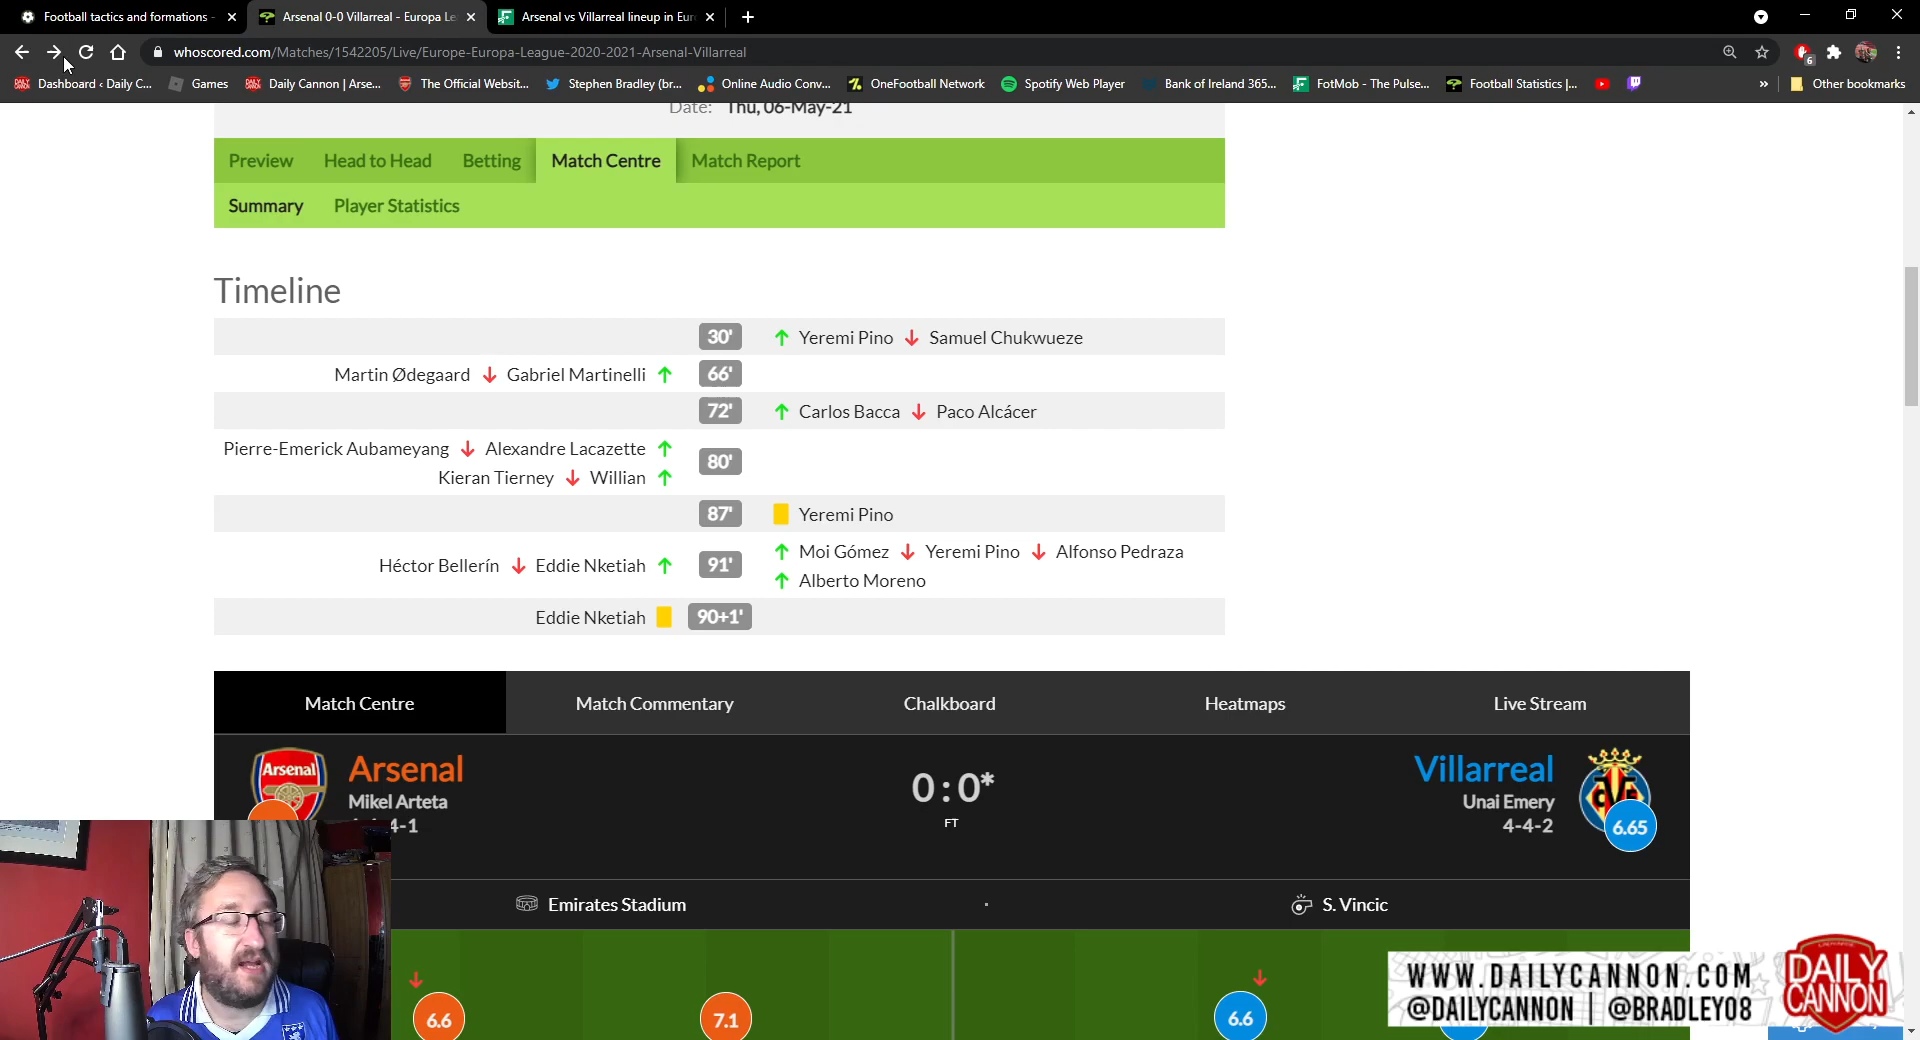 Football tactics and formations -
Arsenal 0-0 Villarreal - Europa Le
Arsenal vs Villarreal lineup in Eur
whoscored.com/Matches/1542205/Live/Europe-Europa-League-2020-2021-Arsenal-Villarreal
6
Dashboard ‹ Daily C...
Games
Daily Cannon | Arse...
The Official Websit...
Stephen Bradley (br...
Online Audio Conv...
OneFootball Network
Spotify Web Player
Bank of Ireland 365...
FotMob - The Pulse...
Football Statistics |...
»
Other bookmarks
Date: Thu, 06-May-21
Preview Head to Head Betting Match Centre Match Report
Summary Player Statistics
Timeline
30' Yeremi Pino Samuel Chukwueze
Martin Ødegaard Gabriel Martinelli 66'
72' Carlos Bacca Paco Alcácer
Pierre-Emerick Aubameyang Alexandre Lacazette
80'
Kieran Tierney Willian
87' Yeremi Pino
Héctor Bellerín Eddie Nketiah 91' Moi Gómez Yeremi Pino Alfonso Pedraza
Alberto Moreno
Eddie Nketiah 90+1'
Match Centre Match Commentary Chalkboard Heatmaps Live Stream
Arsenal
Arsenal
Mikel Arteta
4-1
0 : 0*
FT
Villarreal
Unai Emery
4-4-2
6.65
Emirates Stadium
S. Vincic
6.6
7.1
6.6
WWW.DAILYCANNON.COM
@DAILYCANNON | @BRADLEY08
DAILY
CANNON